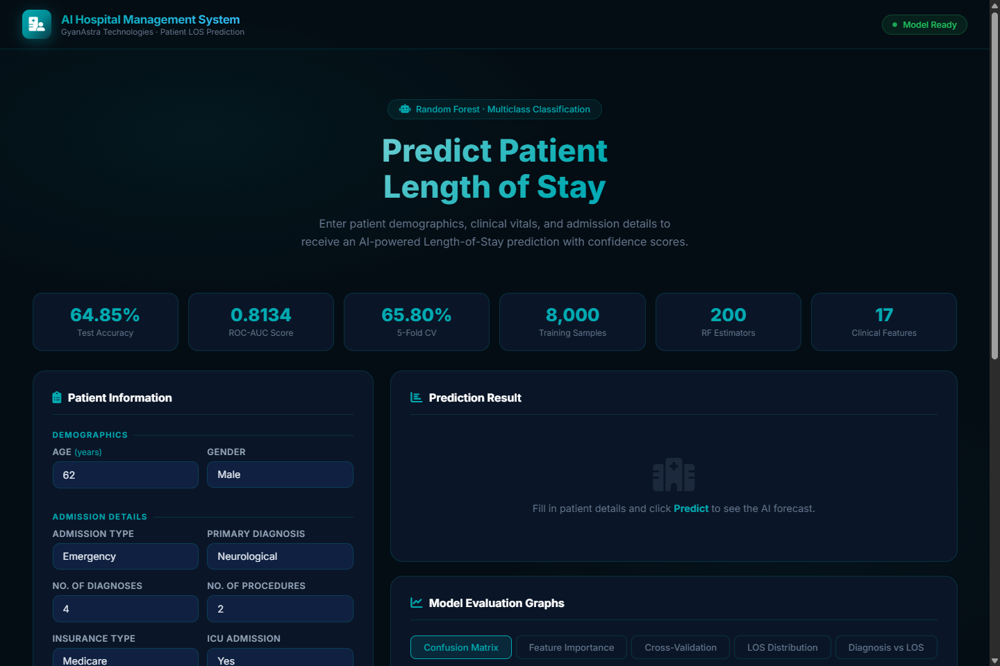 AI Hospital Management System
GyanAstra Technologies · Patient LOS Prediction
Model Ready
Random Forest · Multiclass Classification
Predict Patient
Length of Stay
Enter patient demographics, clinical vitals, and admission details to
receive an AI-powered Length-of-Stay prediction with confidence scores.
64.85%
Test Accuracy
0.8134
ROC-AUC Score
65.80%
5-Fold CV
8,000
Training Samples
200
RF Estimators
17
Clinical Features
Patient Information
DEMOGRAPHICS
AGE (years)
GENDER
62
Male
ADMISSION DETAILS
ADMISSION TYPE
PRIMARY DIAGNOSIS
Emergency
Neurological
NO. OF DIAGNOSES
NO. OF PROCEDURES
4
2
INSURANCE TYPE
ICU ADMISSION
Medicare
Yes
Prediction Result
Fill in patient details and click Predict to see the AI forecast.
Model Evaluation Graphs
Confusion Matrix
Feature Importance
Cross-Validation
LOS Distribution
Diagnosis vs LOS